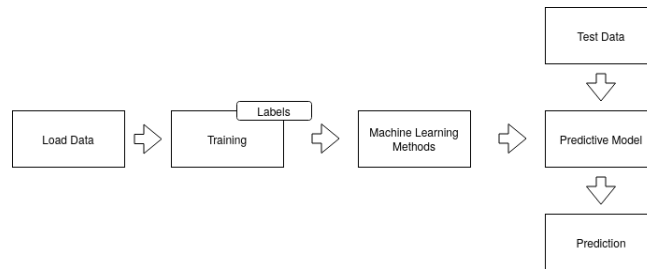 Test Data
Labels
Load Data
Training
Machine Learning
Methods
Predictive Model
Prediction